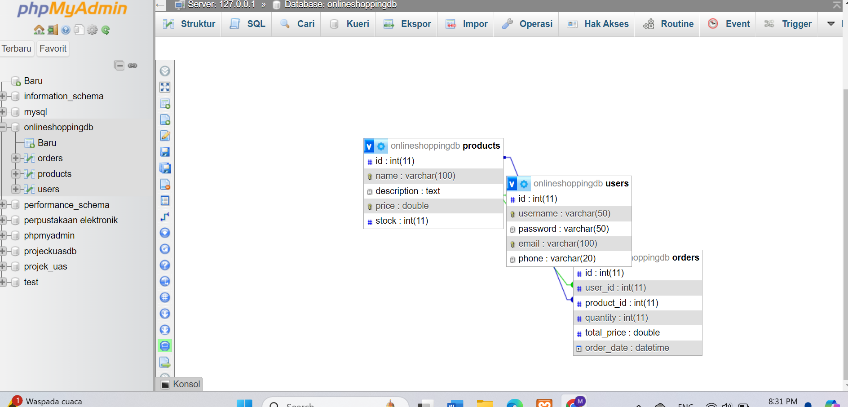 phpMyAdmin
Server: 127.0.0.1 » Database: onlineshoppingdb
Struktur SQL Cari Kueri Ekspor Impor Operasi Hak Akses Routine Event Trigger
Terbaru Favorit
Baru
information_schema
mysql
onlineshoppingdb
Baru
orders
products
users
performance_schema
perpustakaan elektronik
phpmyadmin
projeckuasdb
projek_uas
test
onlineshoppingdb products
id : int(11)
name : varchar(100)
description : text
price : double
stock : int(11)
onlineshoppingdb users
id : int(11)
username : varchar(50)
password : varchar(50)
email : varchar(100)
phone : varchar(20)
hoppingdb orders
id : int(11)
user_id : int(11)
product_id : int(11)
quantity : int(11)
total_price : double
order_date : datetime
Konsol
1 Waspada cuaca
Search
M
ENG
8:31 PM